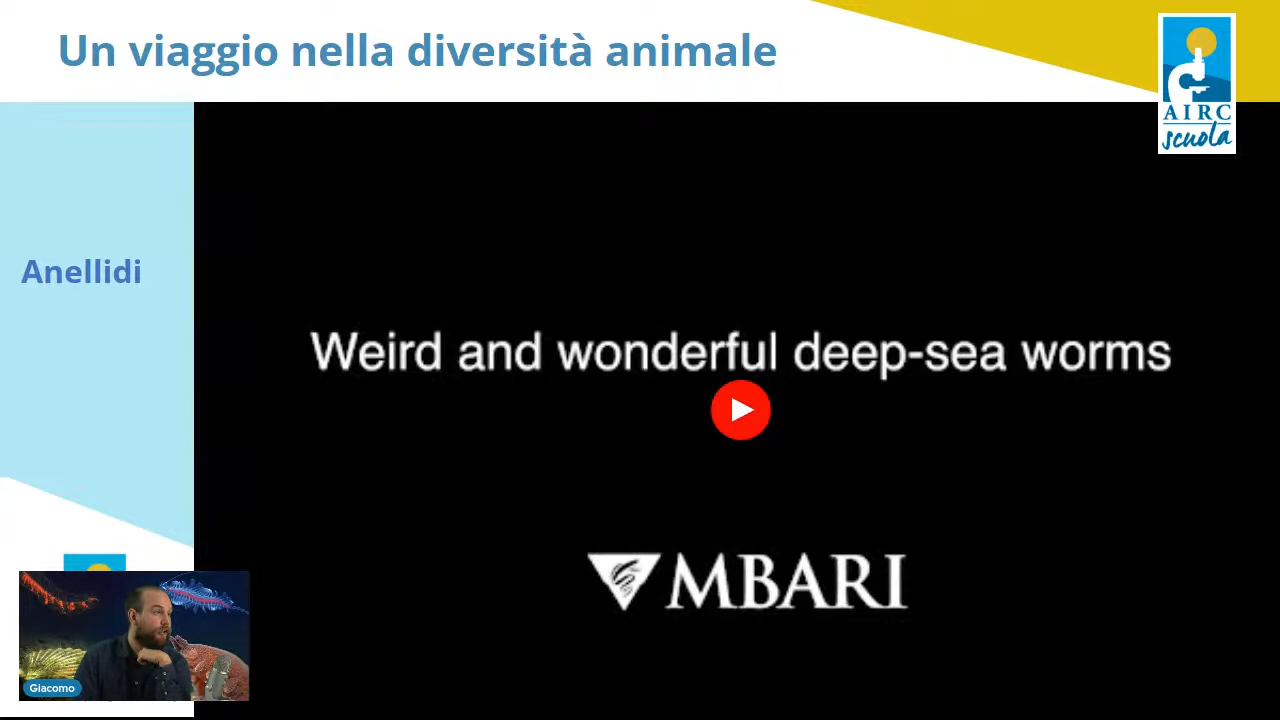 Un viaggio nella diversità animale
AIRC
scuola
Anellidi
Weird and wonderful deep-sea worms
MBARI
Giacomo